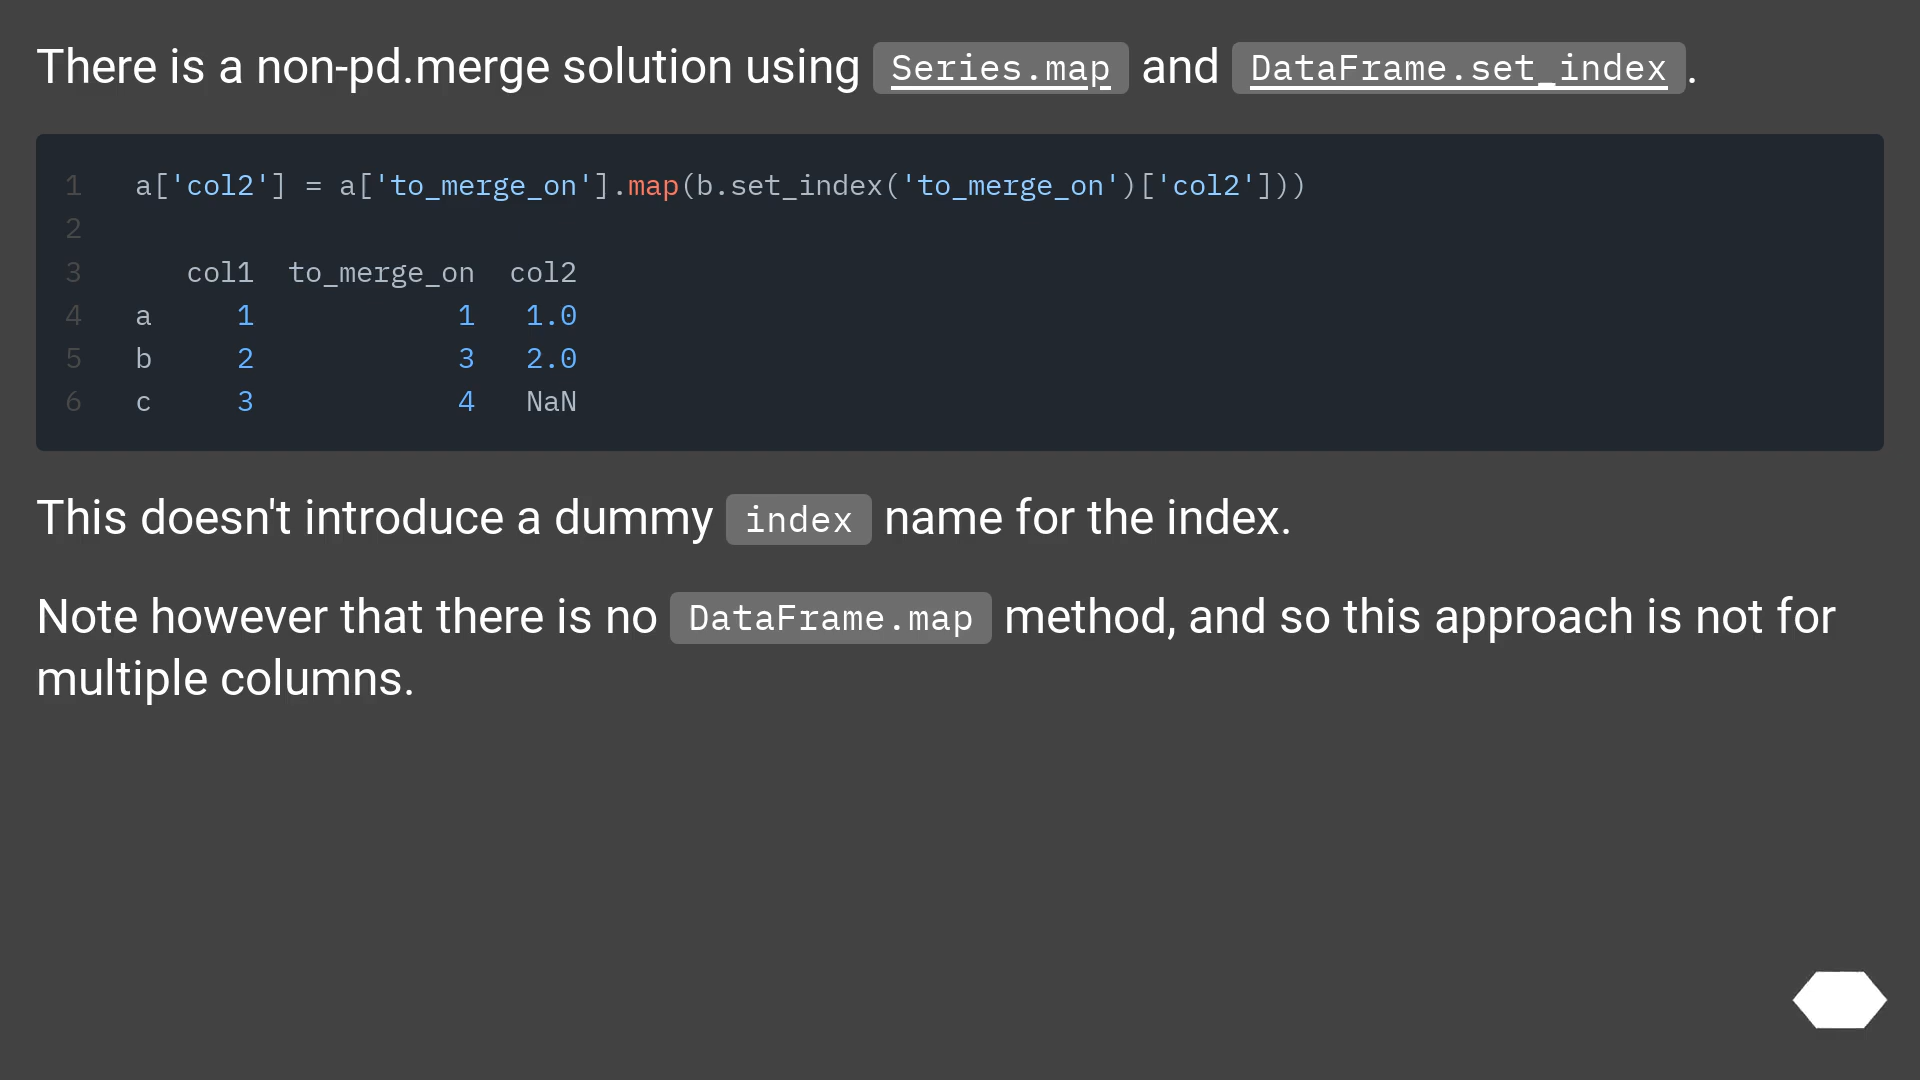 There is a non-pd.merge solution using Series.map and DataFrame.set_index.
1 a['col2'] = a['to_merge_on'].map(b.set_index('to_merge_on')['col2']))
2
3 col1 to_merge_on col2
4 a 1 1 1.0
5 b 2 3 2.0
6 c 3 4 NaN
This doesn't introduce a dummy index name for the index.
Note however that there is no DataFrame.map method, and so this approach is not for
multiple columns.